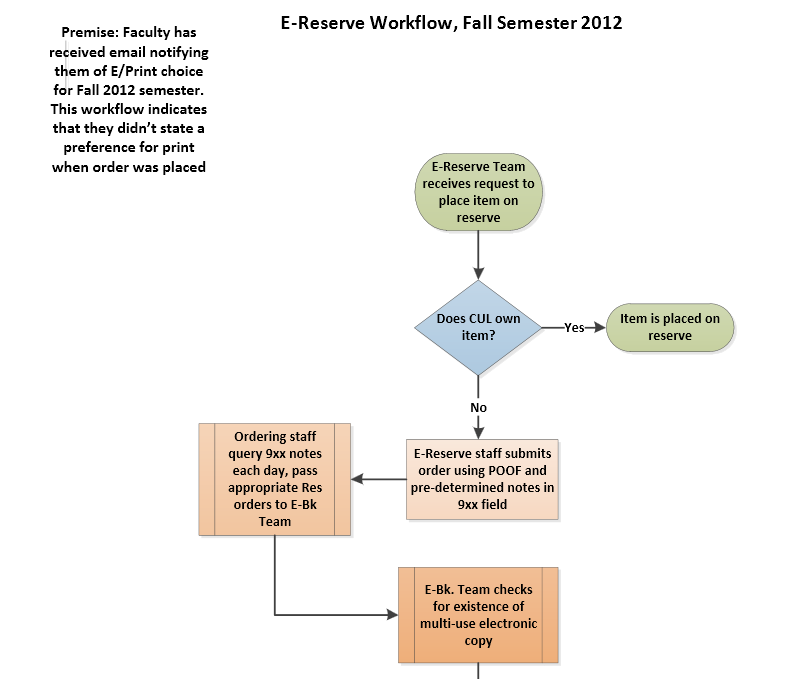 E-Reserve Workflow, Fall Semester 2012
Premise: Faculty has
received email notifying
them of E/Print choice
for Fall 2012 semester.
This workflow indicates
that they didn't state a
preference for print
when order was placed
E-Reserve Team
receives request to
place item on
reserve
Does CUL own
item?
Yes
Item is placed on
reserve
No
E-Reserve staff submits
order using POOF and
pre-determined notes in
9xx field
Ordering staff
query 9xx notes
each day, pass
appropriate Res
orders to E-Bk
Team
E-Bk. Team checks
for existence of
multi-use electronic
copy